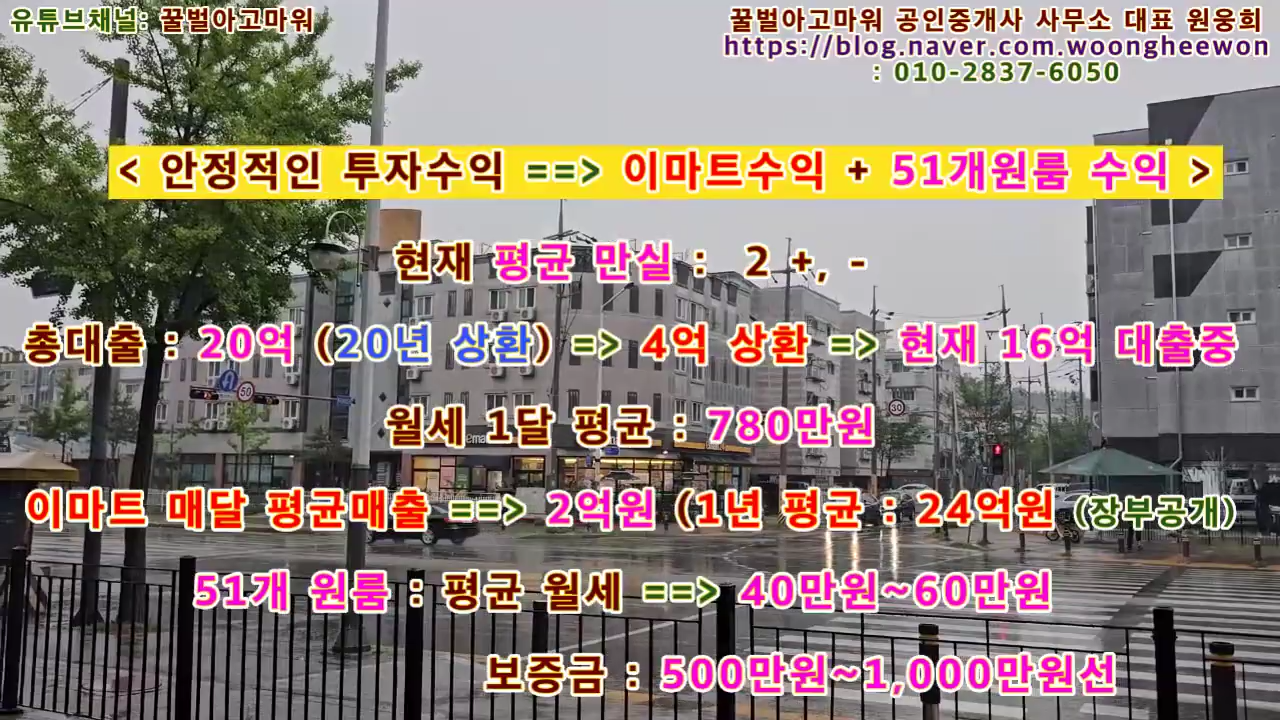 유튜브채널: 꿀벌아고마워
꿀벌아고마워 공인중개사 사무소 대표 원웅희
https://blog.naver.com.woongheewon
: 010-2837-6050
< 안정적인 투자수익 ==> 이마트수익 + 51개원룸 수익 >
현재 평균 만실 : 2 +, -
총대출 : 20억 (20년 상환) => 4억 상환 => 현재 16억 대출중
50
30
월세 1달 평균 : 780만원
이마트 매달 평균매출 ==> 2억원 (1년 평균 : 24억원 (장부공개)
51개 원룸 : 평균 월세 ==> 40만원~60만원
보증금 : 500만원~1,000만원선